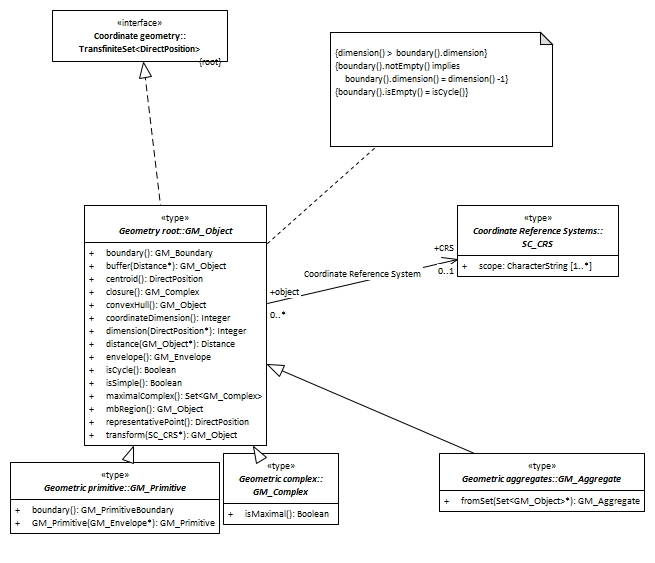 «interface»
Coordinate geometry::
TransfiniteSet<DirectPosition>
{root}
{dimension() > boundary().dimension}
{boundary().notEmpty() implies
boundary().dimension() = dimension() -1}
{boundary().isEmpty() = isCycle()}
«type»
Geometry root::GM_Object
+ boundary(): GM_Boundary
+ buffer(Distance*): GM_Object
+ centroid(): DirectPosition
+ closure(): GM_Complex
+ convexHull(): GM_Object
+ coordinateDimension(): Integer
+ dimension(DirectPosition*): Integer
+ distance(GM_Object*): Distance
+ envelope(): GM_Envelope
+ isCycle(): Boolean
+ isSimple(): Boolean
+ maximalComplex(): Set<GM_Complex>
+ mbRegion(): GM_Object
+ representativePoint(): DirectPosition
+ transform(SC_CRS*): GM_Object
«type»
Coordinate Reference Systems::
SC_CRS
+ scope: CharacterString [1..*]
+CRS
0..1
Coordinate Reference System
+object
0..*
«type»
Geometric primitive::GM_Primitive
+ boundary(): GM_PrimitiveBoundary
+ GM_Primitive(GM_Envelope*): GM_Primitive
«type»
Geometric complex::
GM_Complex
+ isMaximal(): Boolean
«type»
Geometric aggregates::GM_Aggregate
+ fromSet(Set<GM_Object>*): GM_Aggregate